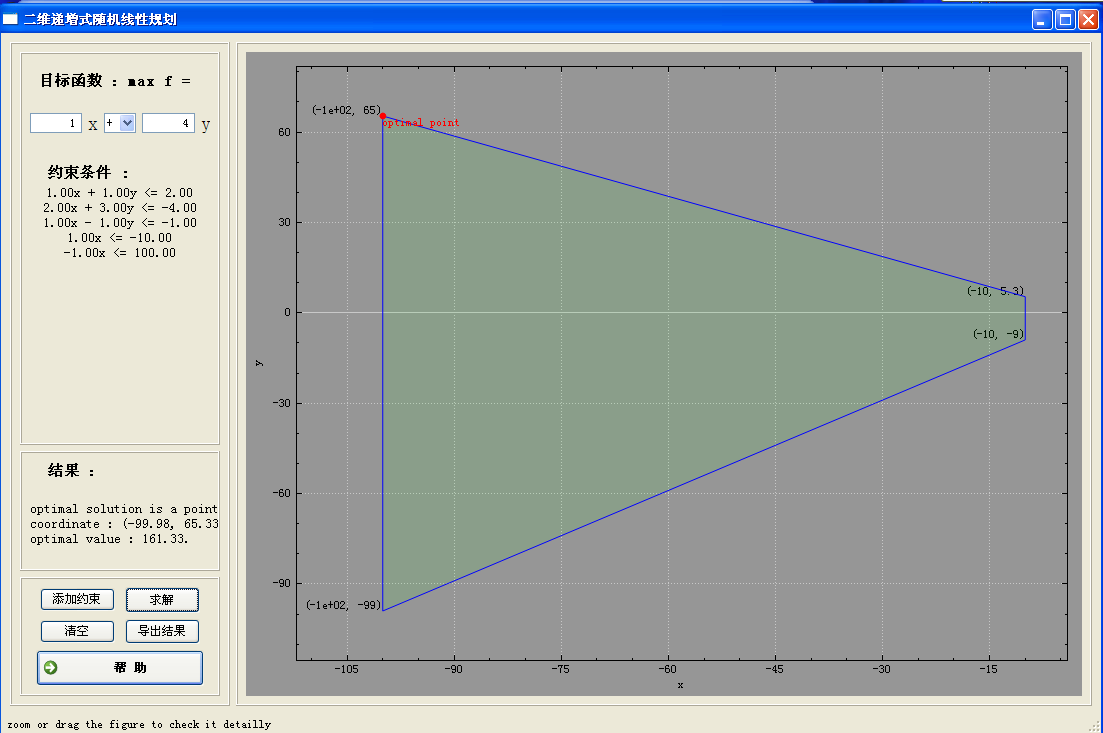 二维递增式随机线性规划
目标函数 : max f =
1 x + 4 y
约束条件 :
1.00x + 1.00y <= 2.00
2.00x + 3.00y <= -4.00
1.00x - 1.00y <= -1.00
1.00x <= -10.00
-1.00x <= 100.00
结果 :
optimal solution is a point
coordinate : (-99.98, 65.33
optimal value : 161.33.
添加约束 求解
清空 导出结果
帮 助
(-1e+02, 65)
optimal point
(-10, 5.3)
(-10, -9)
(-1e+02, -99)
60
30
0
-30
-60
-90
y
-105 -90 -75 -60 -45 -30 -15
x
zoom or drag the figure to check it detailly